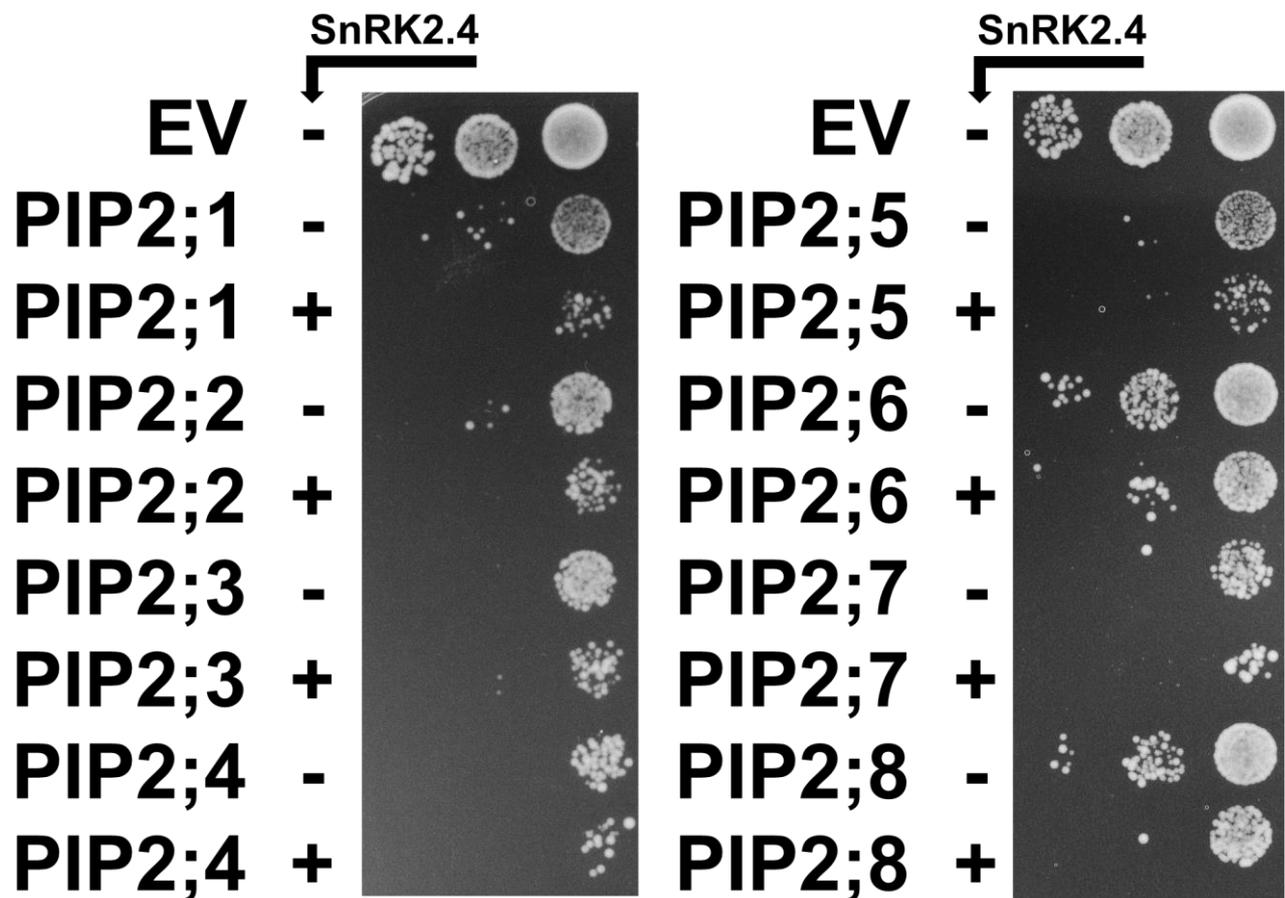 SnRK2.4
EV -
PIP2;1 -
PIP2;1 +
PIP2;2 -
PIP2;2 +
PIP2;3 -
PIP2;3 +
PIP2;4 -
PIP2;4 +
SnRK2.4
EV -
PIP2;5 -
PIP2;5 +
PIP2;6 -
PIP2;6 +
PIP2;7 -
PIP2;7 +
PIP2;8 -
PIP2;8 +